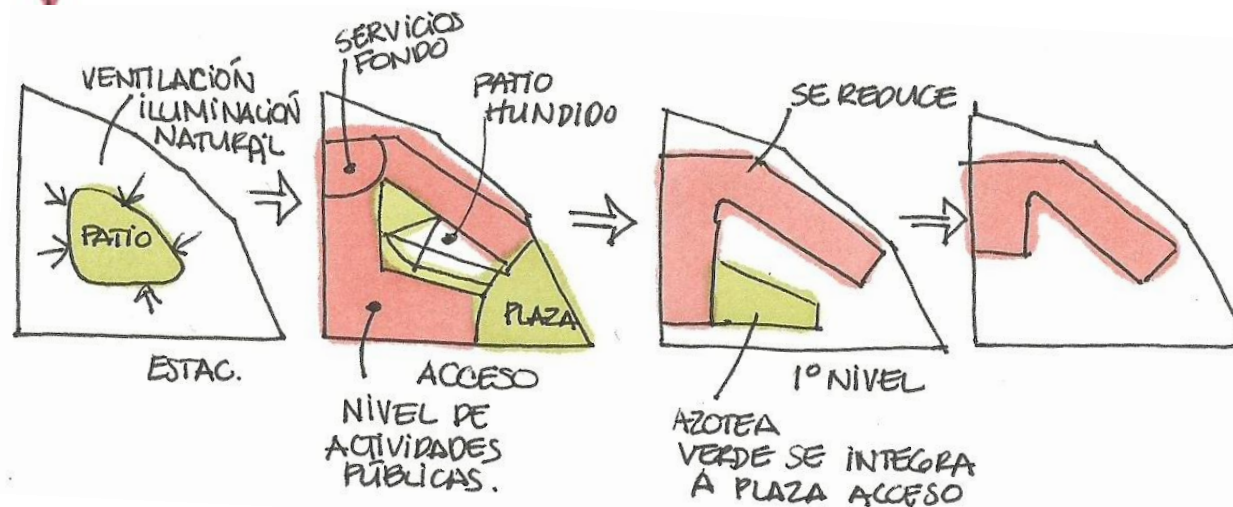 VENTILACIÓN
ILUMINACIÓN
NATURAL
PATIO
ESTAC.
SERVICIOS
FONDO
PATIO
HUNDIDO
PLAZA
ACCESO
NIVEL DE
ACTIVIDADES
PÚBLICAS.
SE REDUCE
1º NIVEL
AZOTEA
VERDE SE INTEGRA
A PLAZA ACCESO